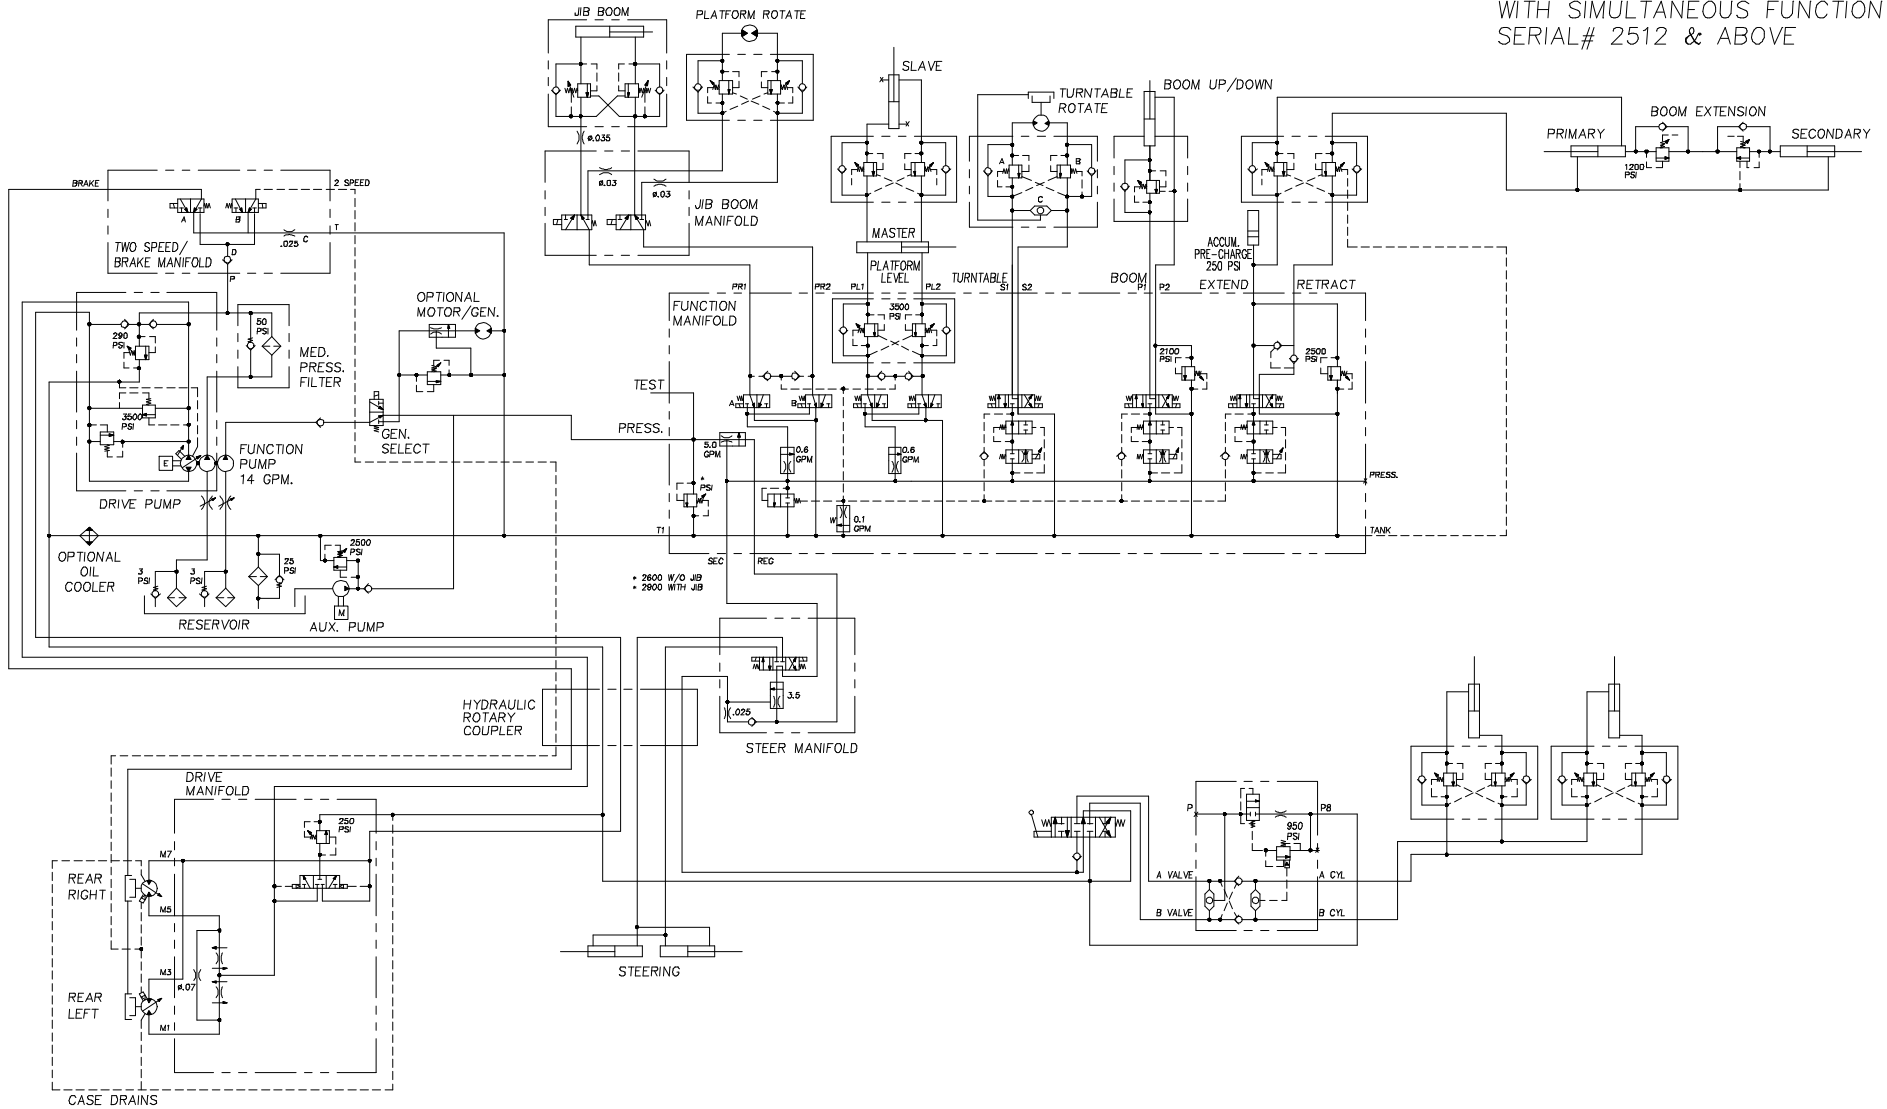 WITH SIMULTANEOUS FUNCTION
SERIAL# 2512 & ABOVE
JIB BOOM
PLATFORM ROTATE
SLAVE
TURNTABLE
ROTATE
BOOM UP/DOWN
BOOM EXTENSION
PRIMARY
SECONDARY
1200
PSI
ø.035
ø.03
ø.03
JIB BOOM
MANIFOLD
A
B
C
BRAKE
2 SPEED
A
B
T
.025 C
TWO SPEED/
BRAKE MANIFOLD
D
P
MASTER
PLATFORM
LEVEL
TURNTABLE
S1
S2
BOOM
P1
P2
ACCUM.
PRE-CHARGE
250 PSI
EXTEND
RETRACT
PR1
PR2
PL1
PL2
FUNCTION
MANIFOLD
3500
PSI
2100
PSI
2500
PSI
OPTIONAL
MOTOR/GEN.
50
PSI
290
PSI
MED.
PRESS.
FILTER
3500
PSI
TEST
PRESS.
A
B
5.0
GPM
0.6
GPM
0.6
GPM
GEN.
SELECT
E
FUNCTION
PUMP
14 GPM.
DRIVE PUMP
*
PSI
W
0.1
GPM
PRESS.
T1
TANK
SEC
REG
* 2600 W/O JIB
* 2900 WITH JIB
OPTIONAL
OIL
COOLER
3
PSI
3
PSI
25
PSI
2500
PSI
M
RESERVOIR
AUX. PUMP
HYDRAULIC
ROTARY
COUPLER
3.5
.025
STEER MANIFOLD
DRIVE
MANIFOLD
250
PSI
M7
REAR
RIGHT
M5
M3
ø.07
REAR
LEFT
M1
CASE DRAINS
STEERING
P
P8
950
PSI
A VALVE
A CYL
B VALVE
B CYL